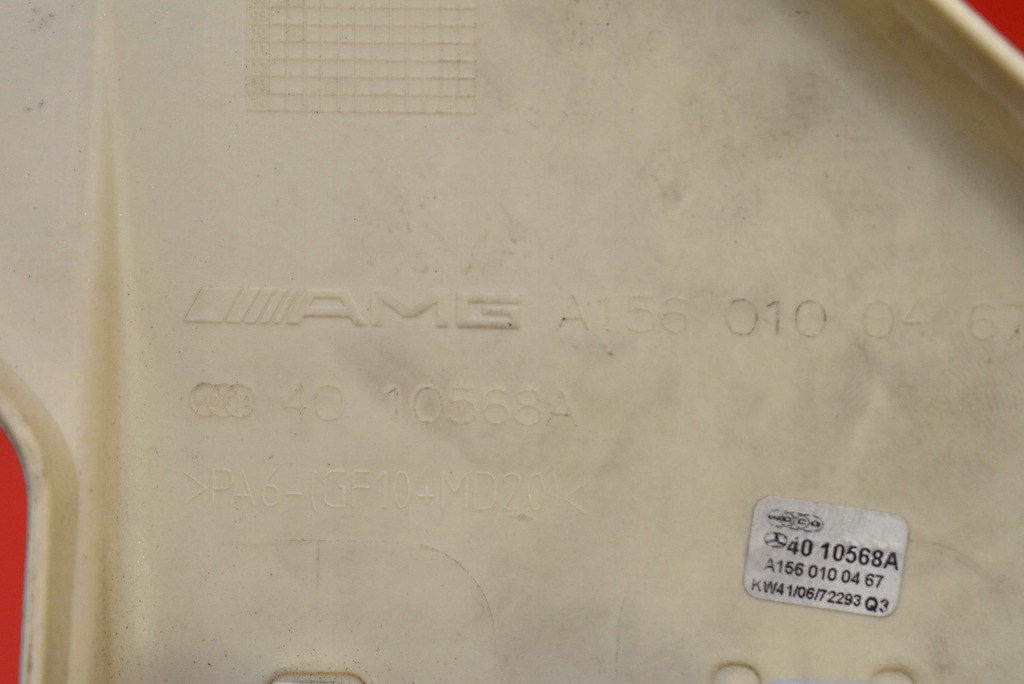 AMG A156 010 04 67
40 10568A
>PA6-(GF10+MD20)<
40 10568A
A156 010 04 67
KW41/06/72293 Q3